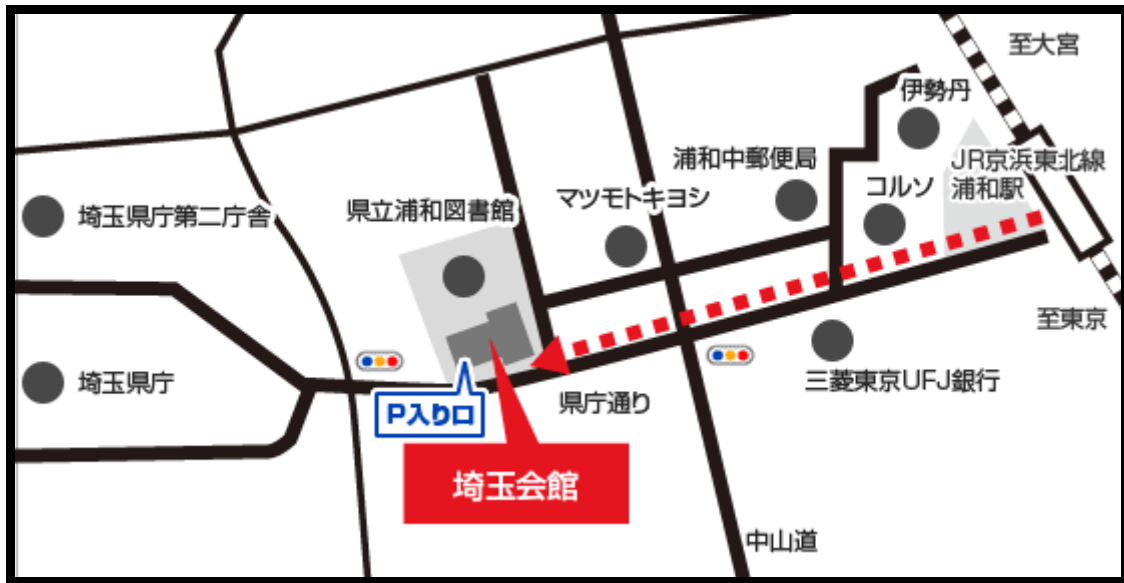 至大宮
伊勢丹
浦和中郵便局
JR京浜東北線
浦和駅
コルソ
マツモトキヨシ
県立浦和図書館
埼玉県庁第二庁舎
至東京
埼玉県庁
三菱東京UFJ銀行
県庁通り
P入り口
埼玉会館
中山道